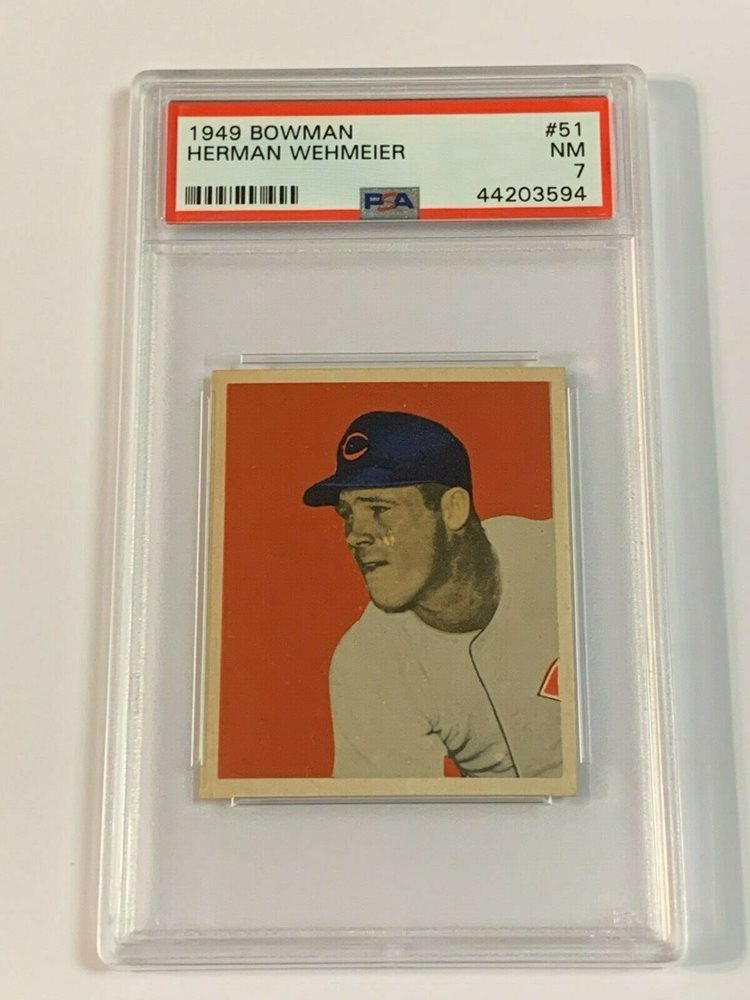 1949 BOWMAN #51
HERMAN WEHMEIER NM
7
PSA 44203594
C